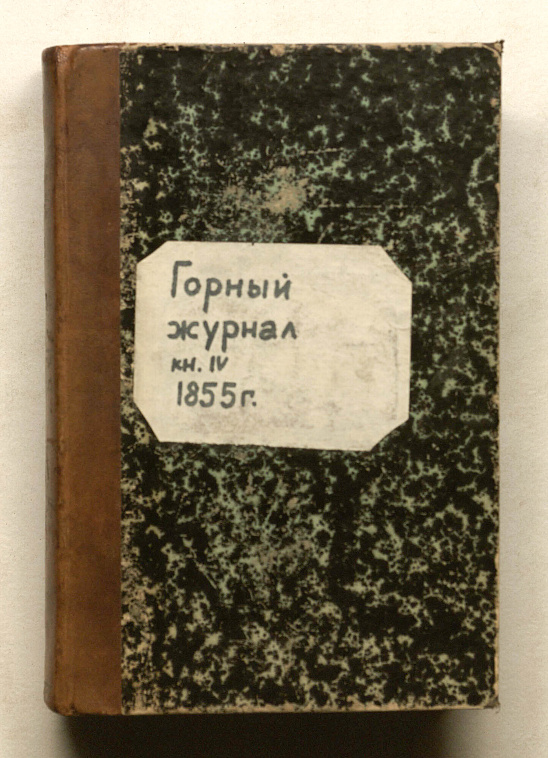 Горный
журнал
кн. IV
1855г.